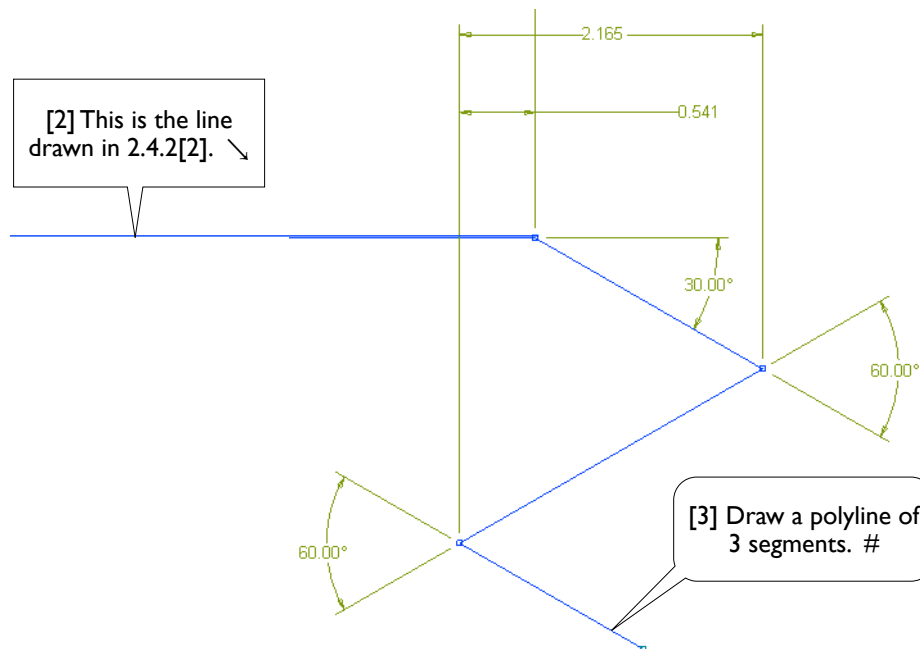 2.165
0.541
[2] This is the line
drawn in 2.4.2[2]. ↘
30.00°
60.00°
[3] Draw a polyline of
3 segments. #
60.00°